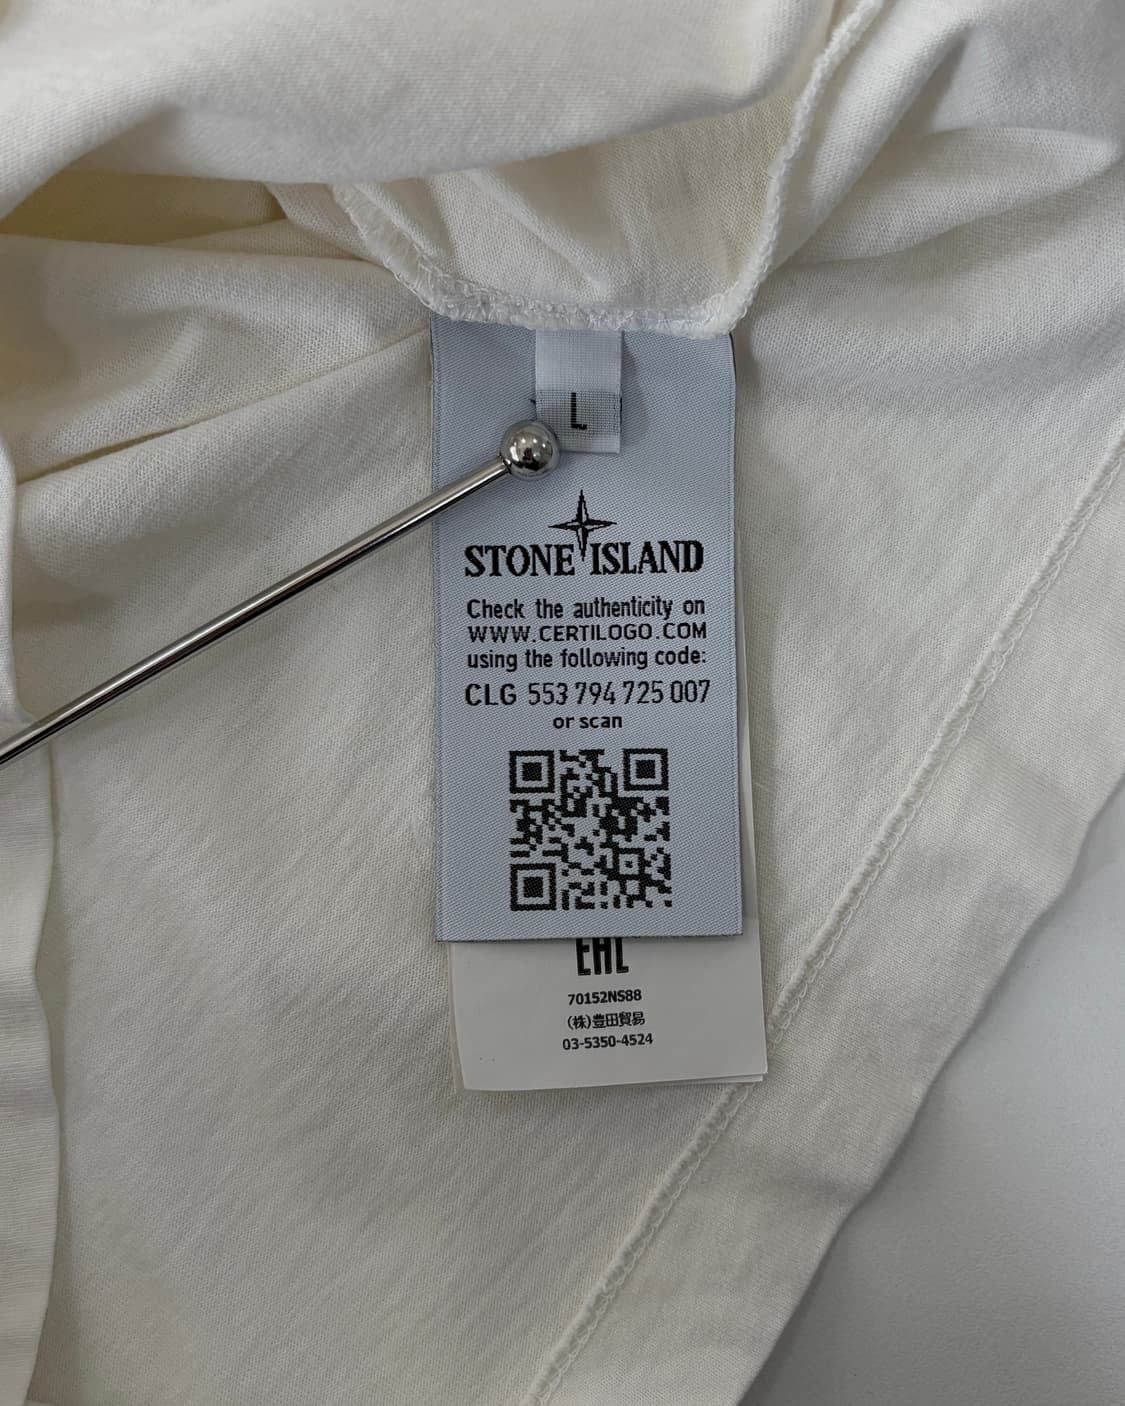 L
STONE ISLAND
Check the authenticity on
WWW.CERTILOGO.COM
using the following code:
CLG 553 794 725 007
or scan
EAC
70152NS88
(株)豊田貿易
03-5350-4524